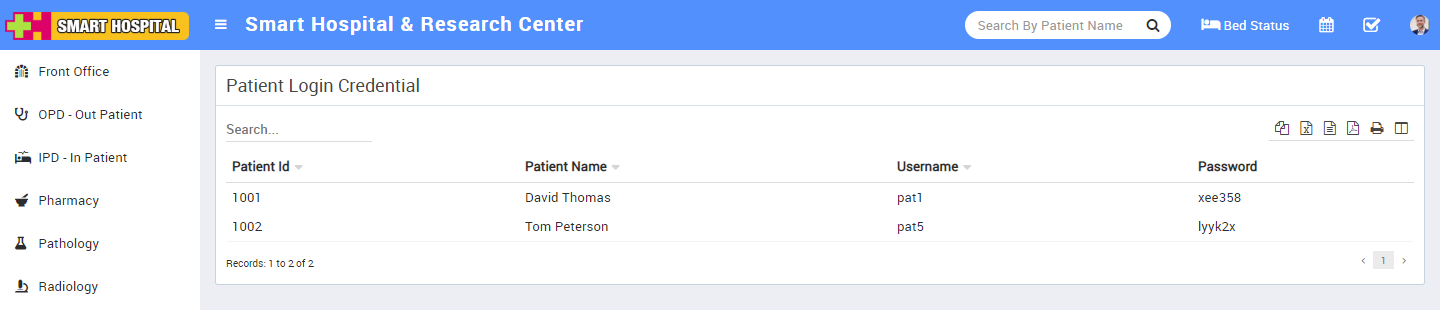 SMART HOSPITAL
Smart Hospital & Research Center
Search By Patient Name
Bed Status
Front Office
OPD - Out Patient
IPD - In Patient
Pharmacy
Pathology
Radiology
Patient Login Credential
Search...
Patient Id Patient Name Username Password
1001 David Thomas pat1 xee358
1002 Tom Peterson pat5 lyyk2x
Records: 1 to 2 of 2
1